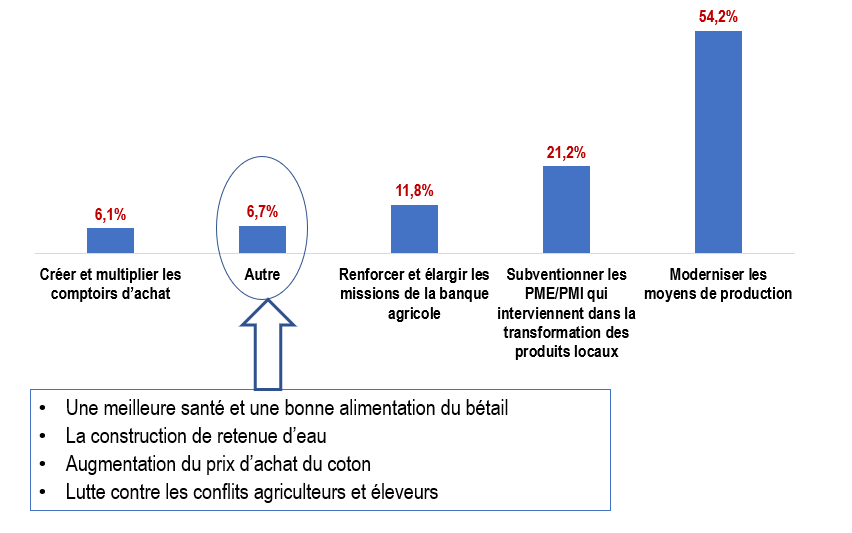 54,2%
21,2%
11,8%
6,7%
6,1%
Créer et multiplier les
comptoirs d’achat
Autre
Renforcer et élargir les
missions de la banque
agricole
Subventionner les
PME/PMI qui
interviennent dans la
transformation des
produits locaux
Moderniser les
moyens de production
• Une meilleure santé et une bonne alimentation du bétail
• La construction de retenue d’eau
• Augmentation du prix d’achat du coton
• Lutte contre les conflits agriculteurs et éleveurs